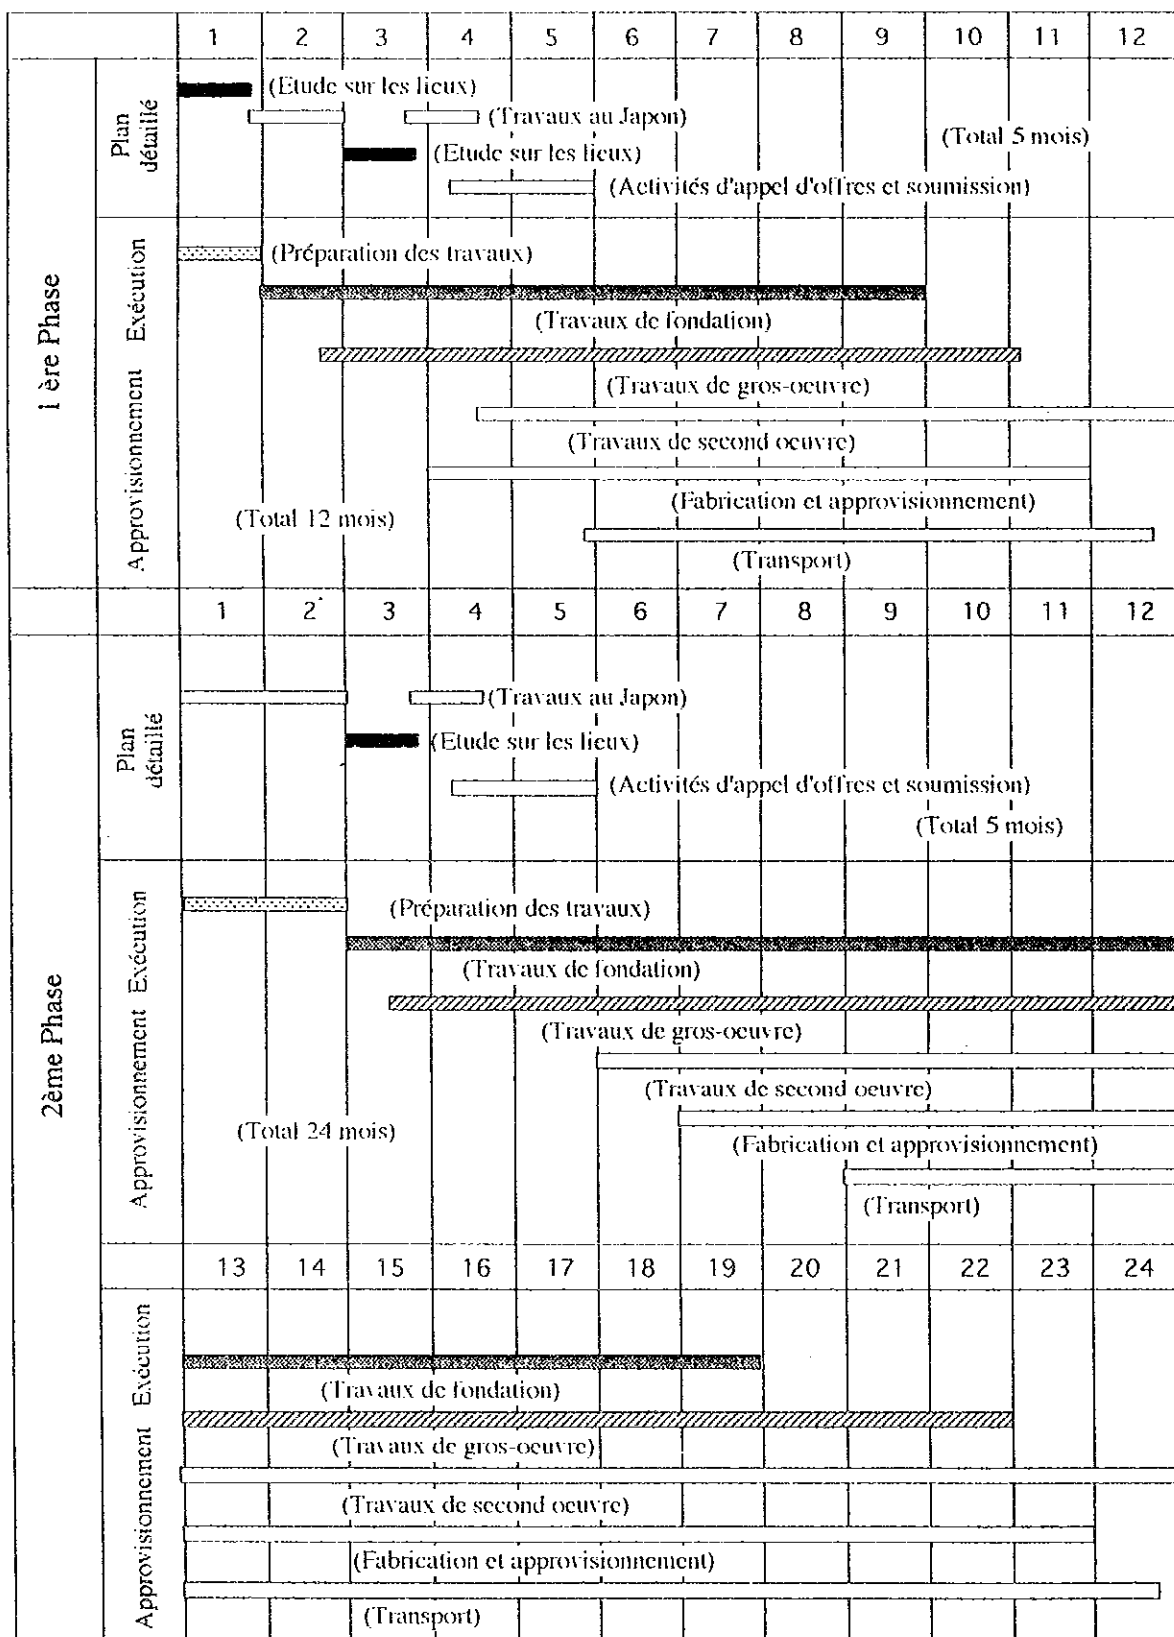 1 2 3 4 5 6 7 8 9 10 11 12
1 ère Phase
Plan
détaillé
(Etude sur les lieux)
(Travaux au Japon)
(Total 5 mois)
(Etude sur les lieux)
(Activités d'appel d'offres et soumission)
Approvisionnement Exécution
(Préparation des travaux)
(Travaux de fondation)
(Travaux de gros-oeuvre)
(Travaux de second oeuvre)
(Fabrication et approvisionnement)
(Total 12 mois)
(Transport)
1 2 3 4 5 6 7 8 9 10 11 12
2ème Phase
Plan
détaillé
(Travaux au Japon)
(Etude sur les lieux)
(Activités d'appel d'offres et soumission)
(Total 5 mois)
Approvisionnement Exécution
(Préparation des travaux)
(Travaux de fondation)
(Travaux de gros-oeuvre)
(Travaux de second oeuvre)
(Total 24 mois)
(Fabrication et approvisionnement)
(Transport)
13 14 15 16 17 18 19 20 21 22 23 24
Approvisionnement Exécution
(Travaux de fondation)
(Travaux de gros-oeuvre)
(Travaux de second oeuvre)
(Fabrication et approvisionnement)
(Transport)